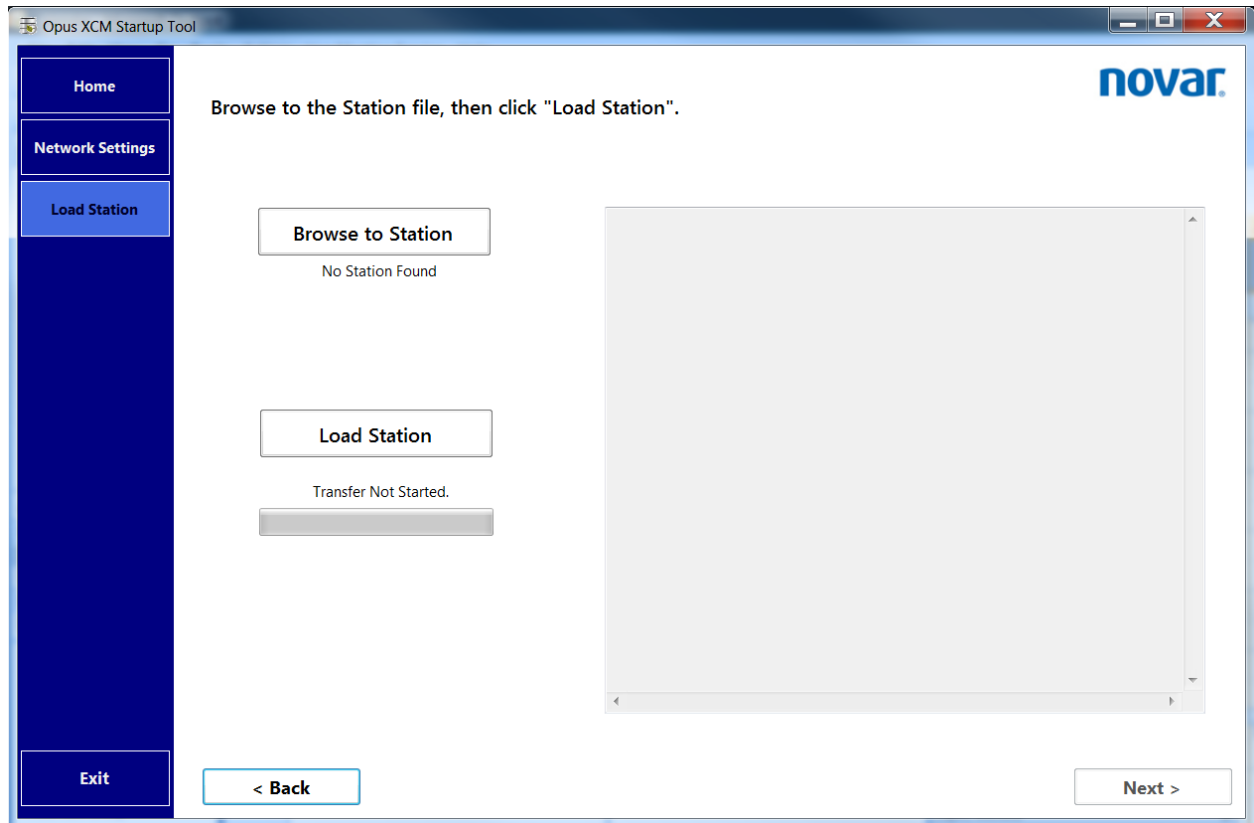 Opus XCM Startup Tool
Home
novar.
Browse to the Station file, then click "Load Station".
Network Settings
Load Station
Browse to Station
No Station Found
Load Station
Transfer Not Started.
Exit
< Back
Next >